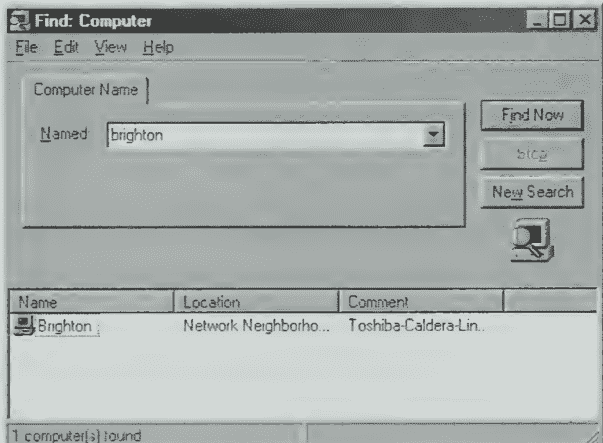 Find: Computer
File Edit View Help
Computer Name
Named: brighton
Find Now
Stop
New Search
Name Location Comment
Brighton Network Neighborho... Toshiba-Caldera-Lin..
1 computer(s) found